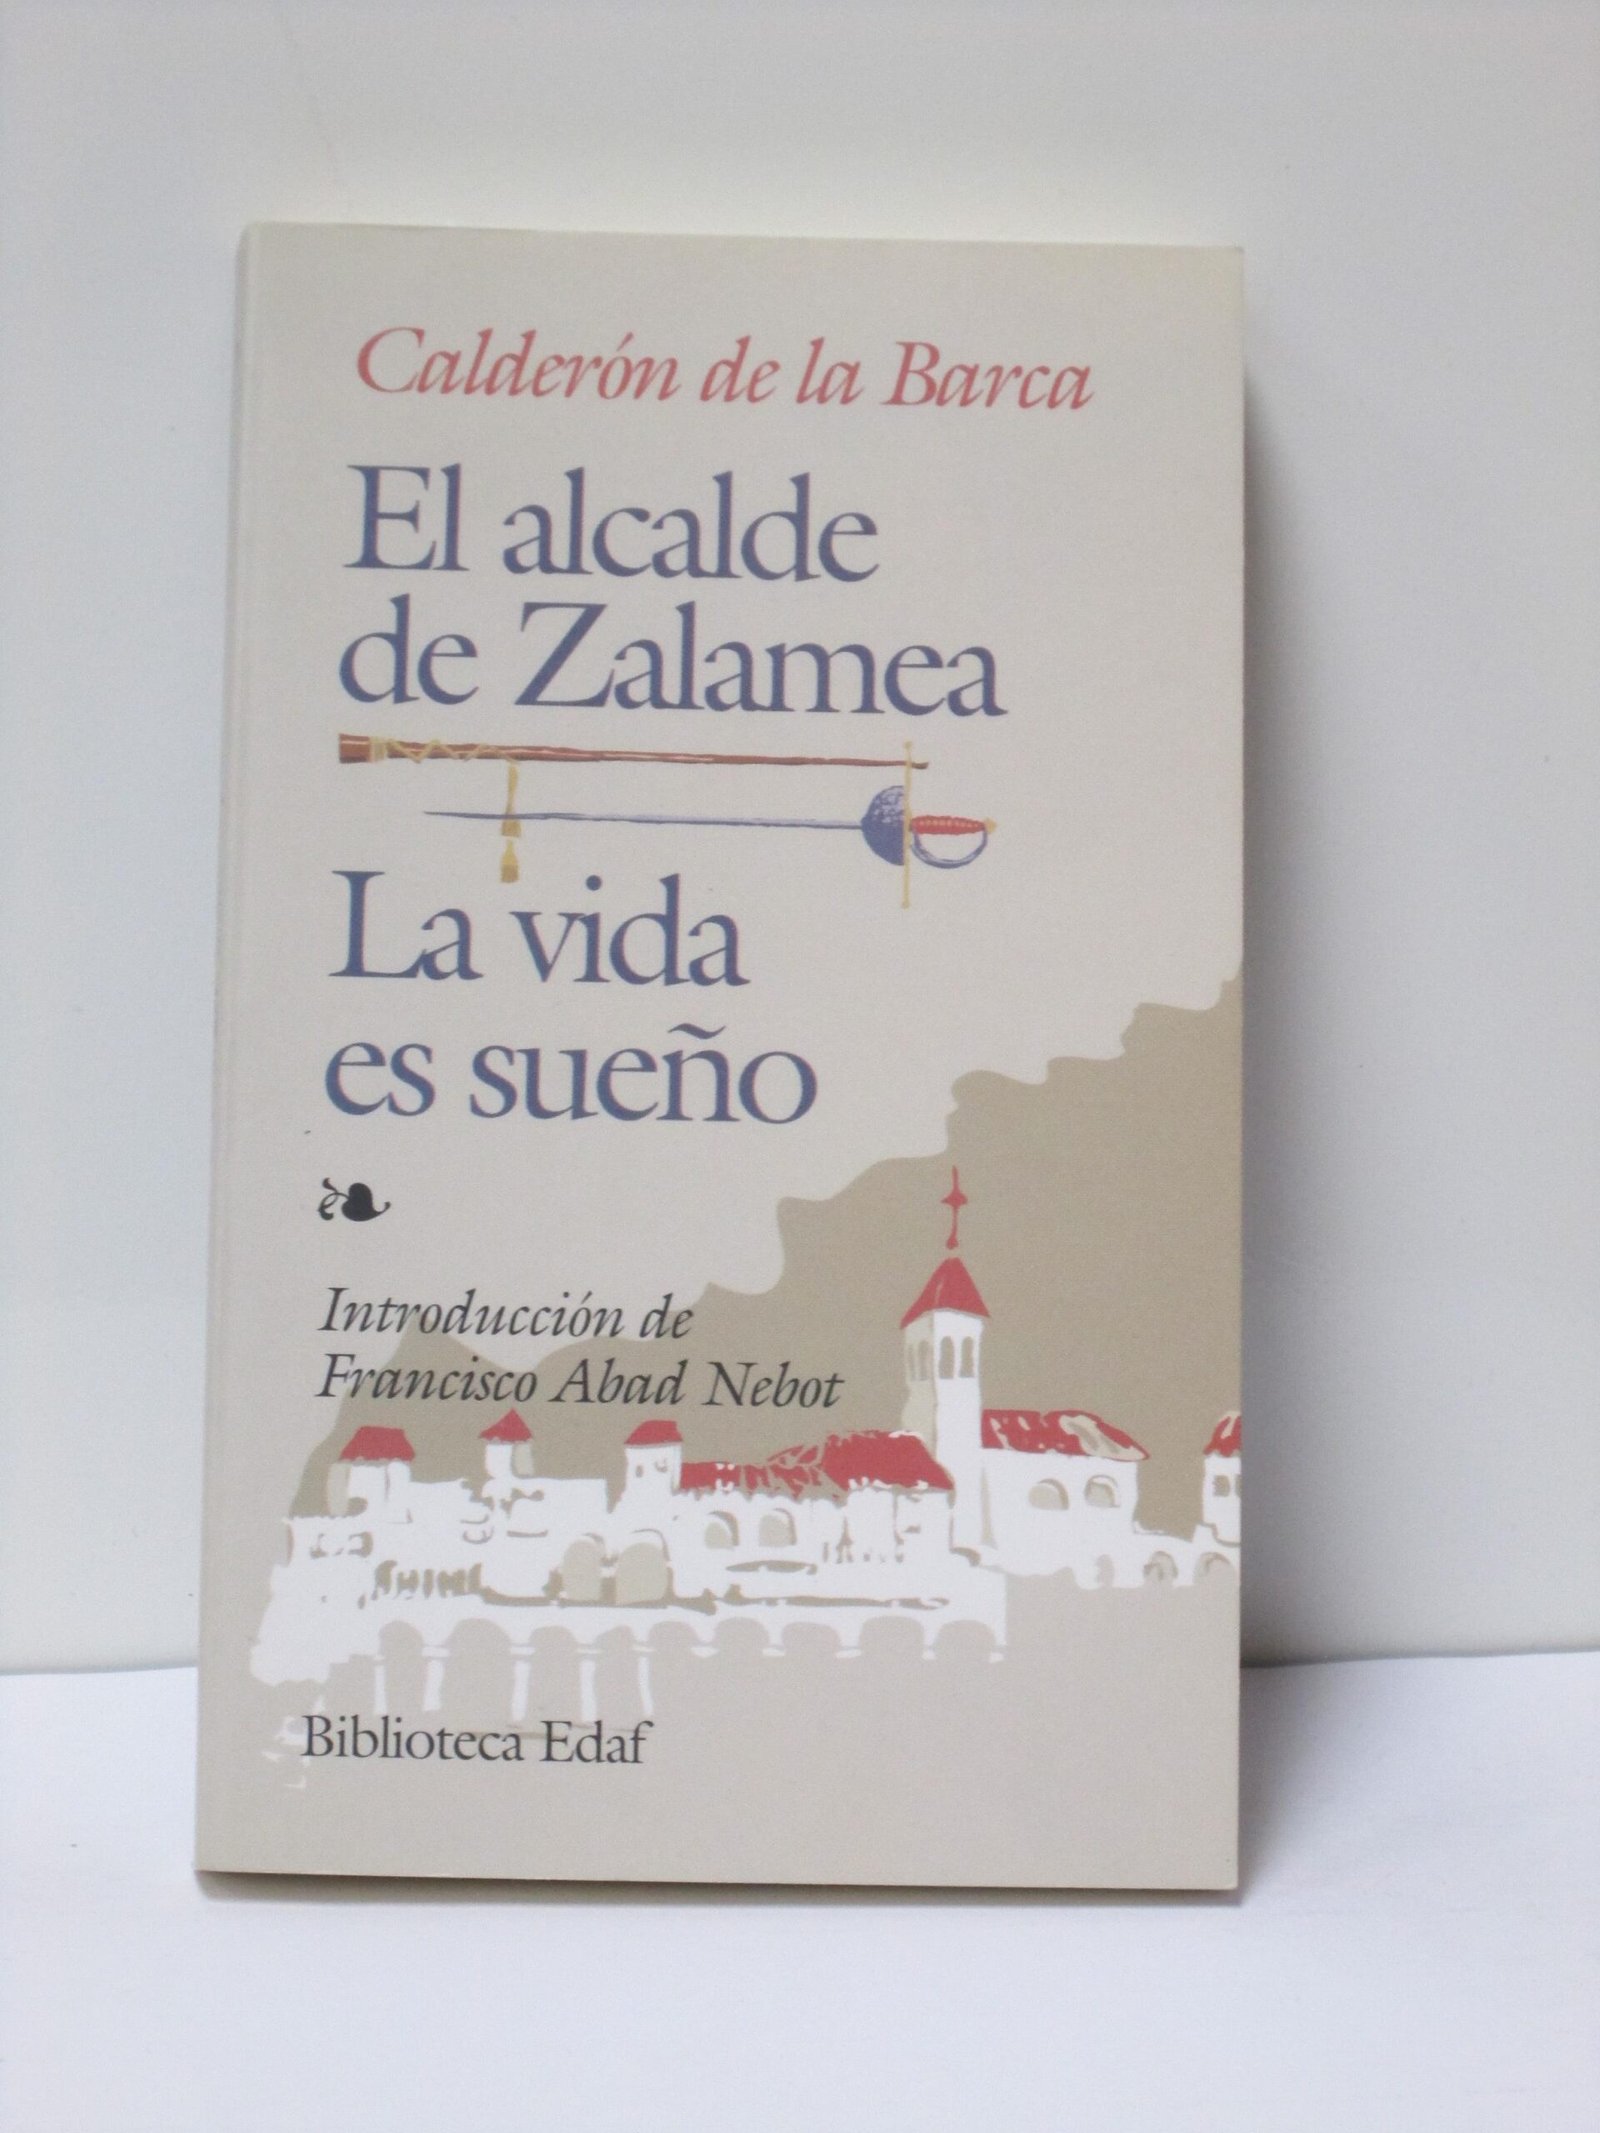 Calderón de la Barca
El alcalde
de Zalamea
La vida
es sueño
Introducción de
Francisco Abad Nebot
Biblioteca Edaf